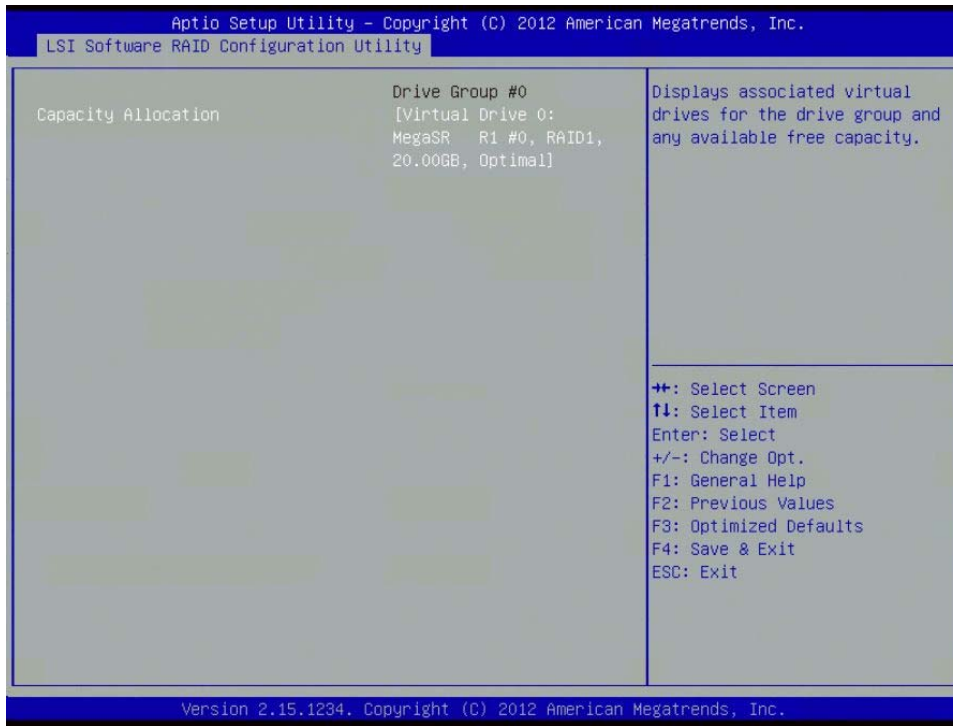 Aptio Setup Utility – Copyright (C) 2012 American Megatrends, Inc.
LSI Software RAID Configuration Utility
Drive Group #0
Capacity Allocation
[Virtual Drive 0:
MegaSR R1 #0, RAID1,
20.00GB, Optimal]
Displays associated virtual
drives for the drive group and
any available free capacity.
→←: Select Screen
↑↓: Select Item
Enter: Select
+/-: Change Opt.
F1: General Help
F2: Previous Values
F3: Optimized Defaults
F4: Save & Exit
ESC: Exit
Version 2.15.1234. Copyright (C) 2012 American Megatrends, Inc.